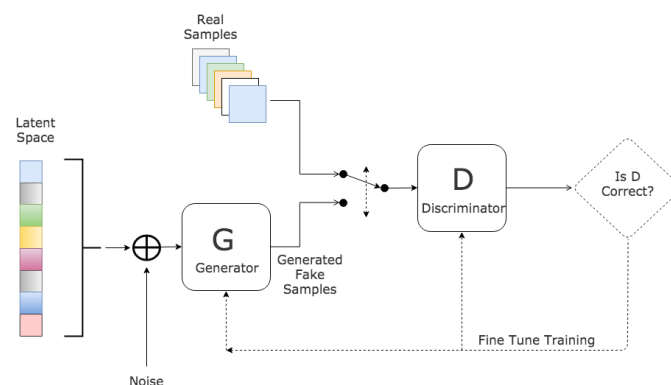 Real
Samples
Latent
Space
Is D
Correct?
D
Discriminator
G
Generator
Generated
Fake
Samples
Fine Tune Training
Noise